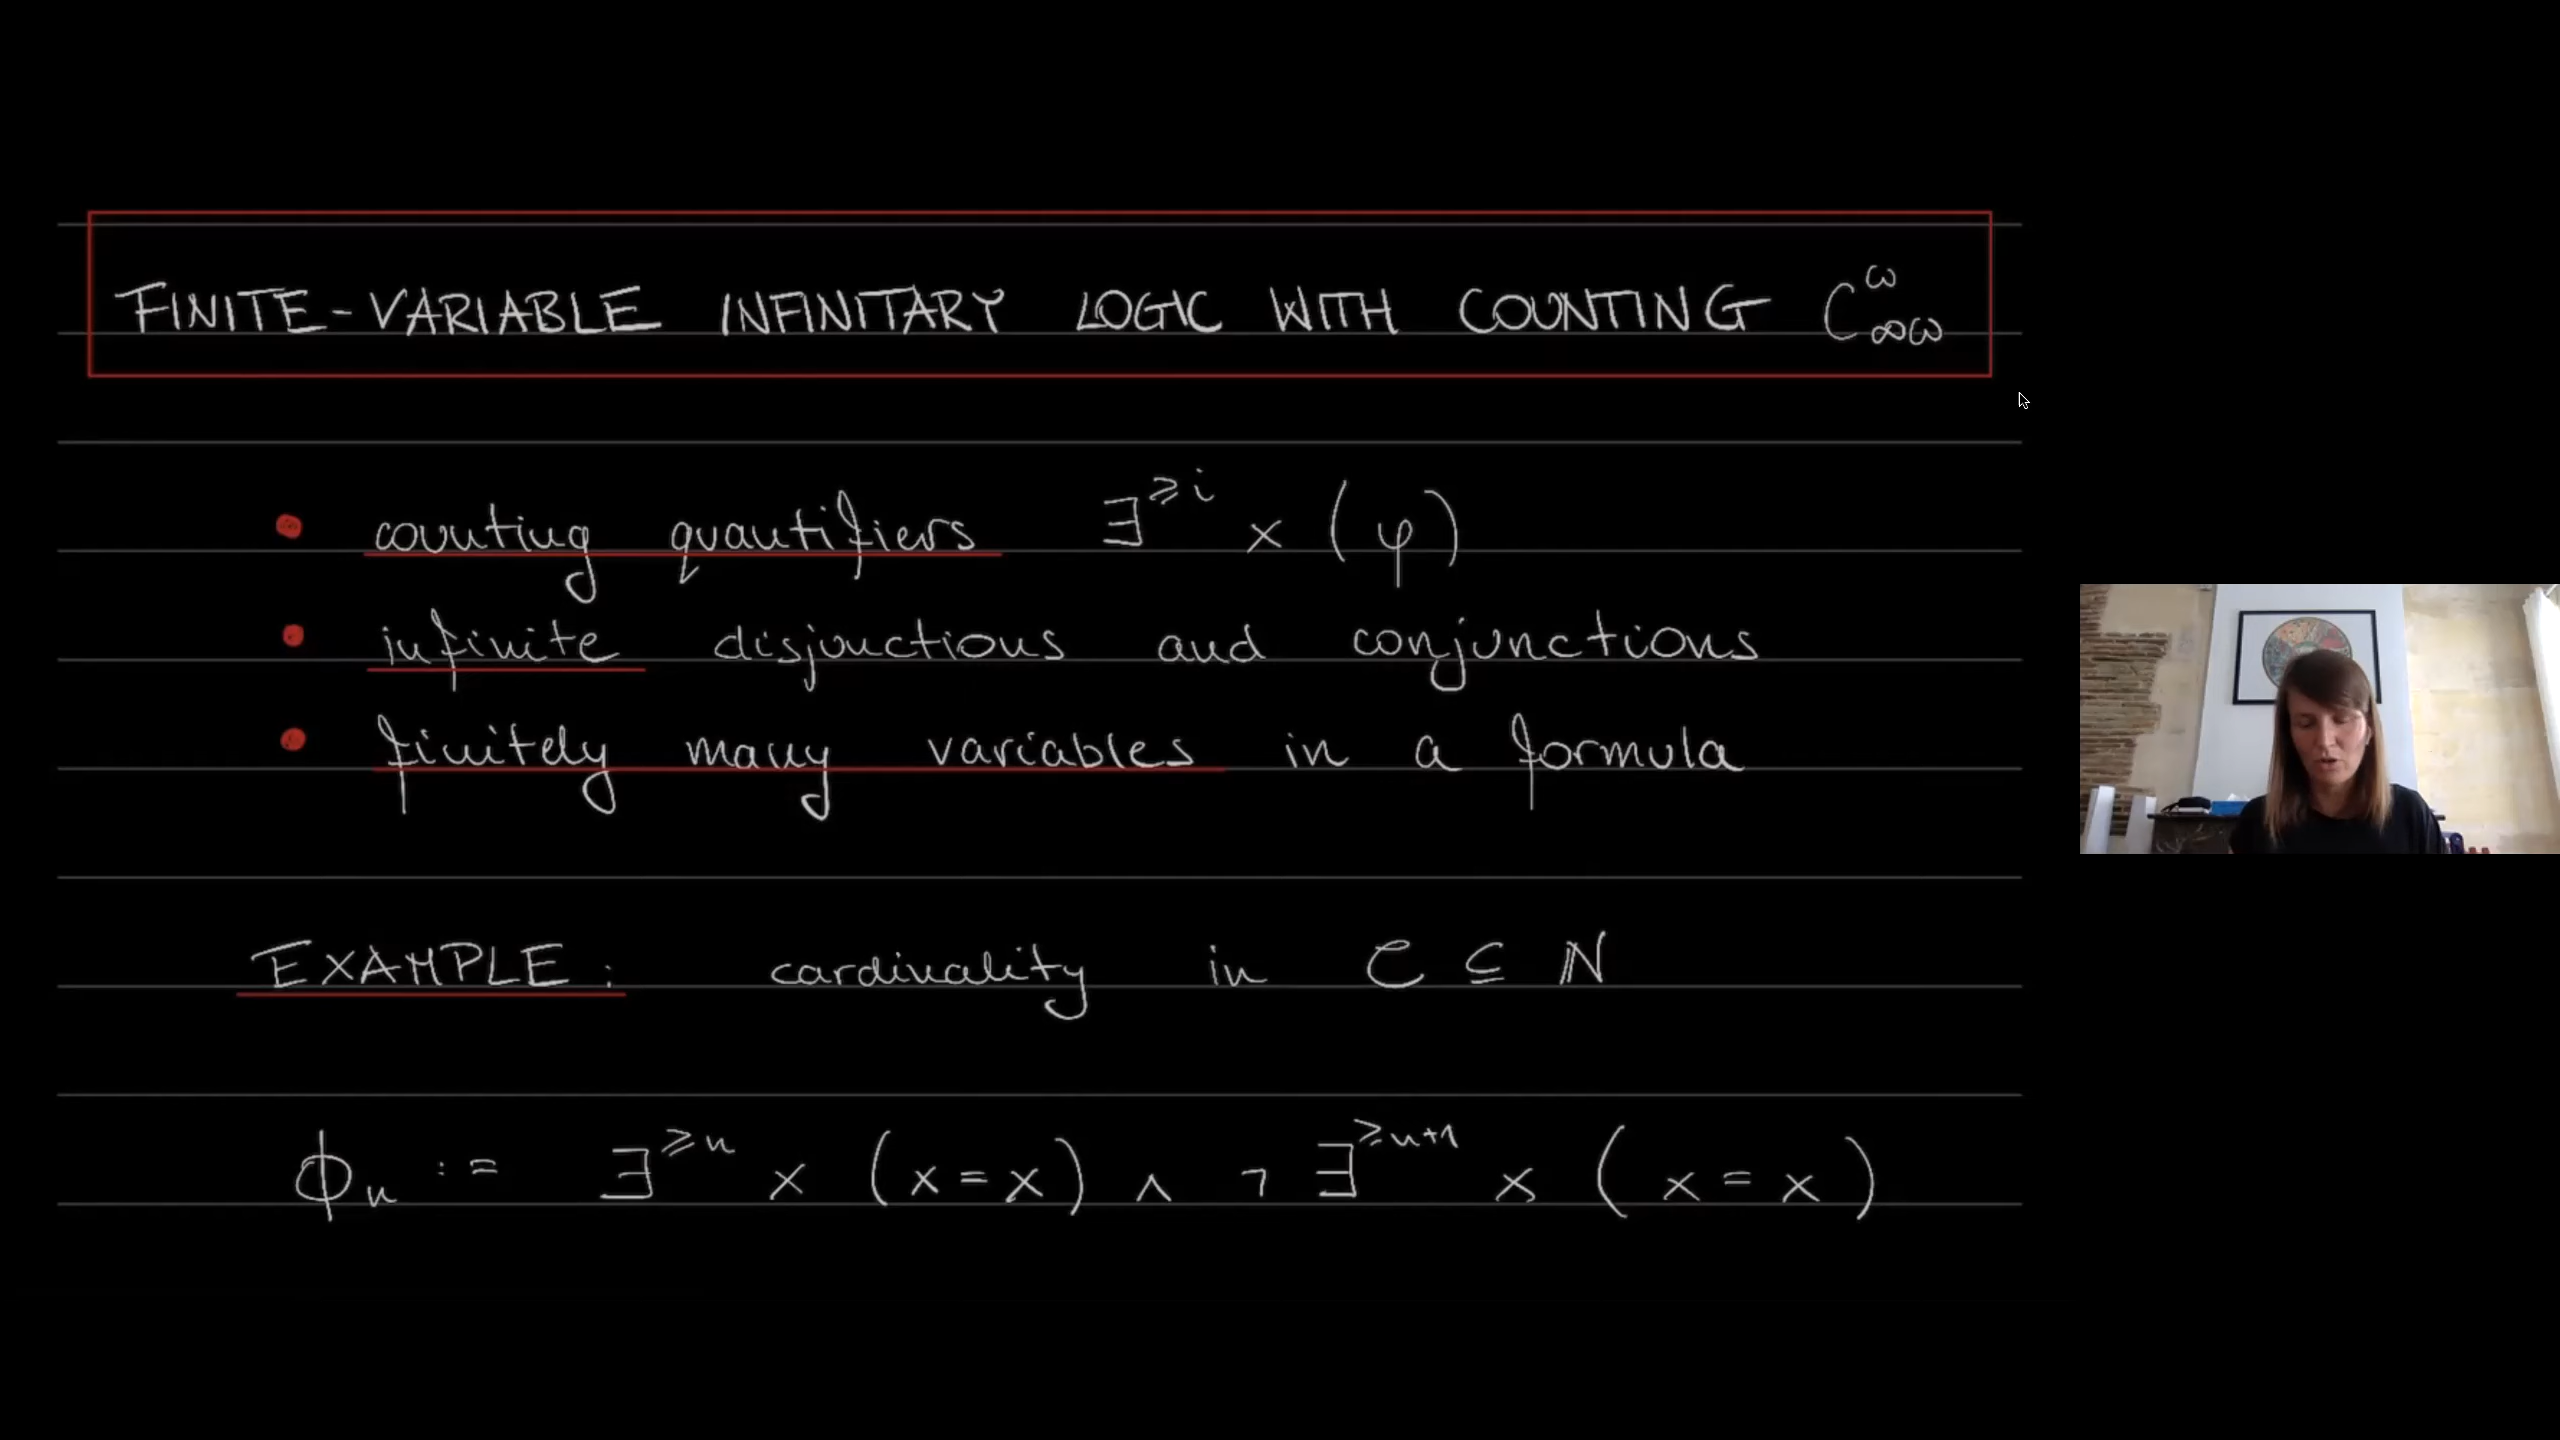 FINITE-VARIABLE INFINITARY LOGIC WITH COUNTING C^ω_∞ω
• counting quantifiers ∃^≥i x (φ)
• infinite disjunctions and conjunctions
• finitely many variables in a formula
EXAMPLE: cardinality in C ⊆ ℕ
ϕ_n := ∃^≥n x (x = x) ∧ ¬ ∃^≥n+1 x (x = x)